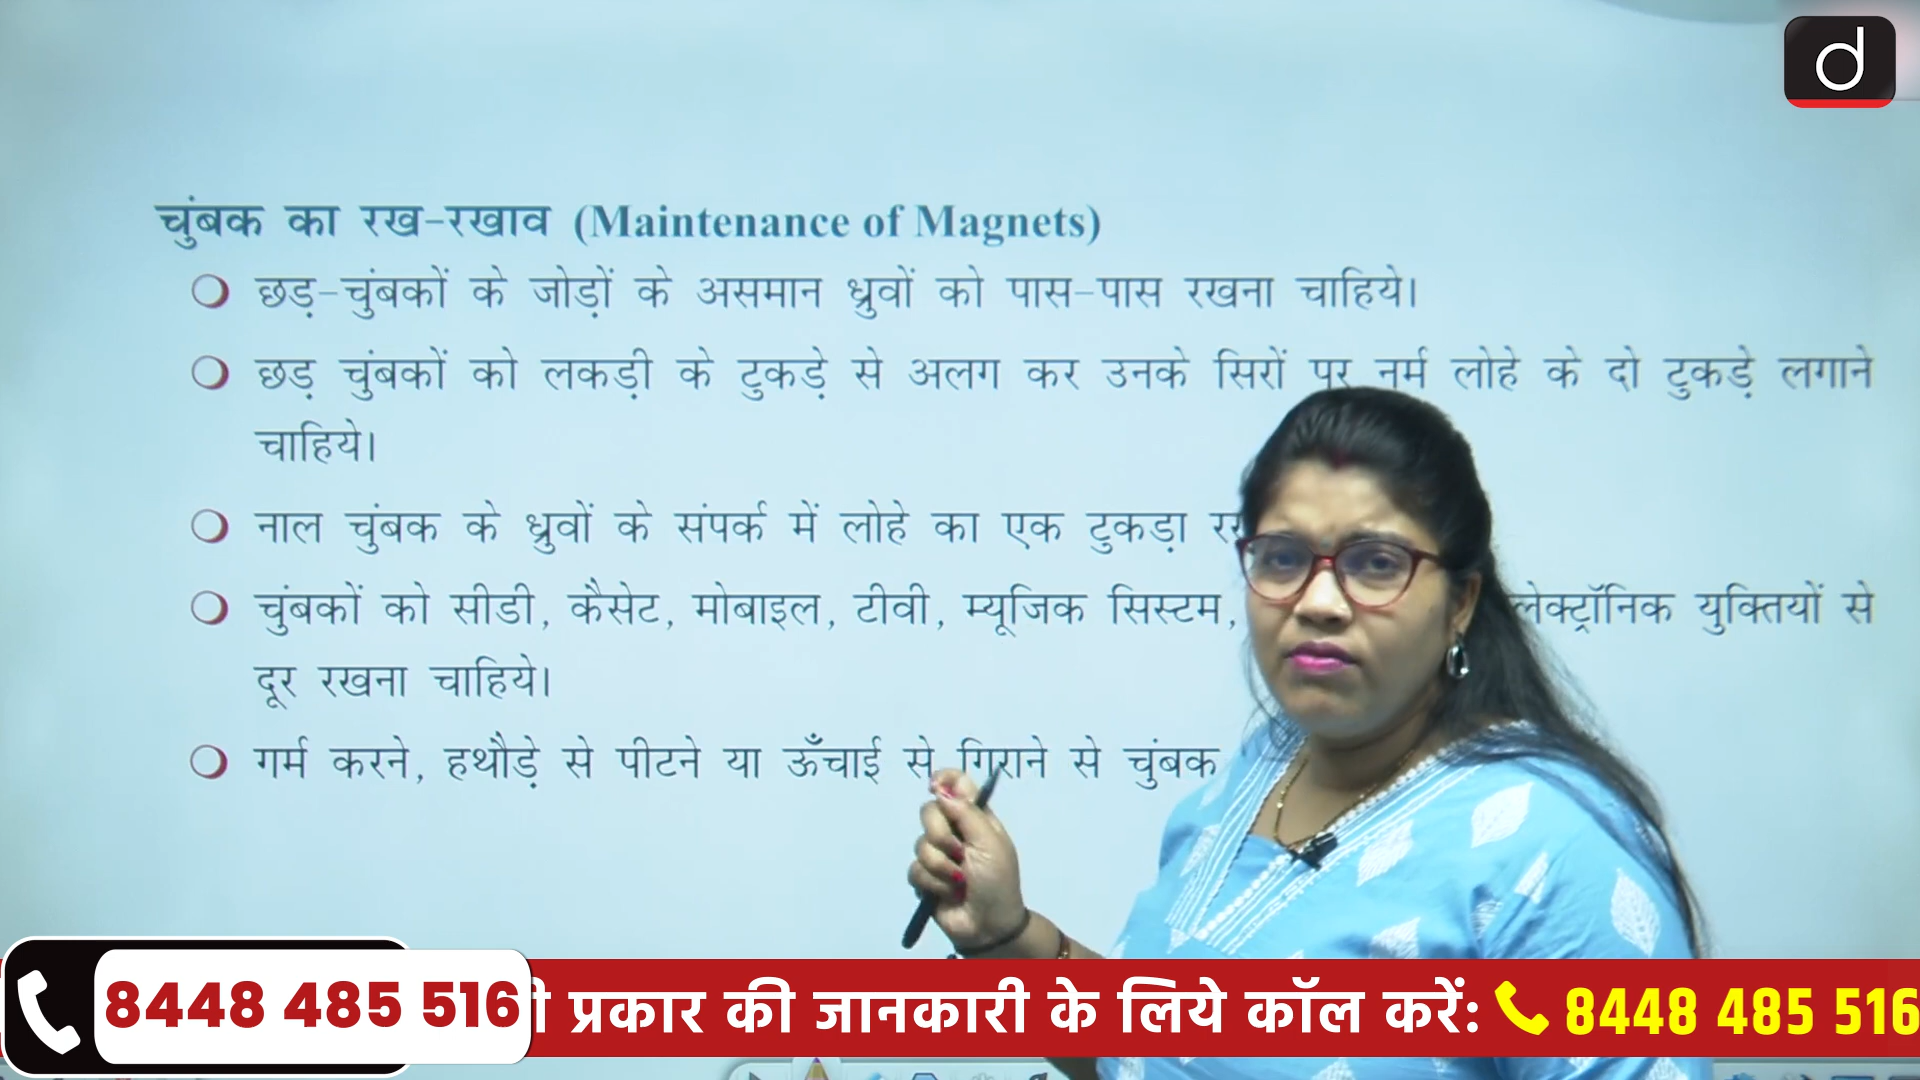 d
चुंबक का रख-रखाव (Maintenance of Magnets)
छड़-चुंबकों के जोड़ों के असमान ध्रुवों को पास-पास रखना चाहिये।
छड़ चुंबकों को लकड़ी के टुकड़े से अलग कर उनके सिरों पर नर्म लोहे के दो टुकड़े लगाने
चाहिये।
नाल चुंबक के ध्रुवों के संपर्क में लोहे का एक टुकड़ा
चुंबकों को सीडी, कैसेट, मोबाइल, टीवी, म्यूजिक सिस्टम, युक्तियों से
दूर रखना चाहिये।
गर्म करने, हथौड़े से पीटने या ऊँचाई से गिराने से चुंबक
8448 485 516
प्रकार की जानकारी के लिये कॉल करें: 8448 485 516